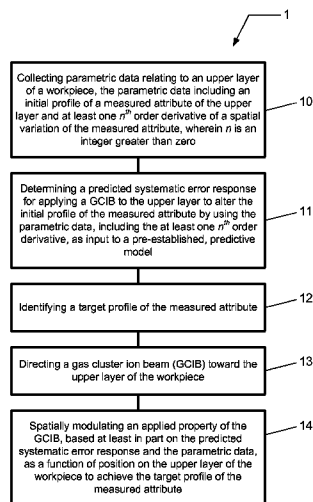 1
Collecting parametric data relating to an upper layer
of a workpiece, the parametric data including an
initial profile of a measured attribute of the upper
layer and at least one nth order derivative of a spatial
variation of the measured attribute, wherein n is an
integer greater than zero
10
Determining a predicted systematic error response
for applying a GCIB to the upper layer to alter the
initial profile of the measured attribute by using the
parametric data, including the at least one nth order
derivative, as input to a pre-established, predictive
model
11
Identifying a target profile of the measured attribute
12
Directing a gas cluster ion beam (GCIB) toward the
upper layer of the workpiece
13
Spatially modulating an applied property of the
GCIB, based at least in part on the predicted
systematic error response and the parametric data,
as a function of position on the upper layer of the
workpiece to achieve the target profile of the
measured attribute
14